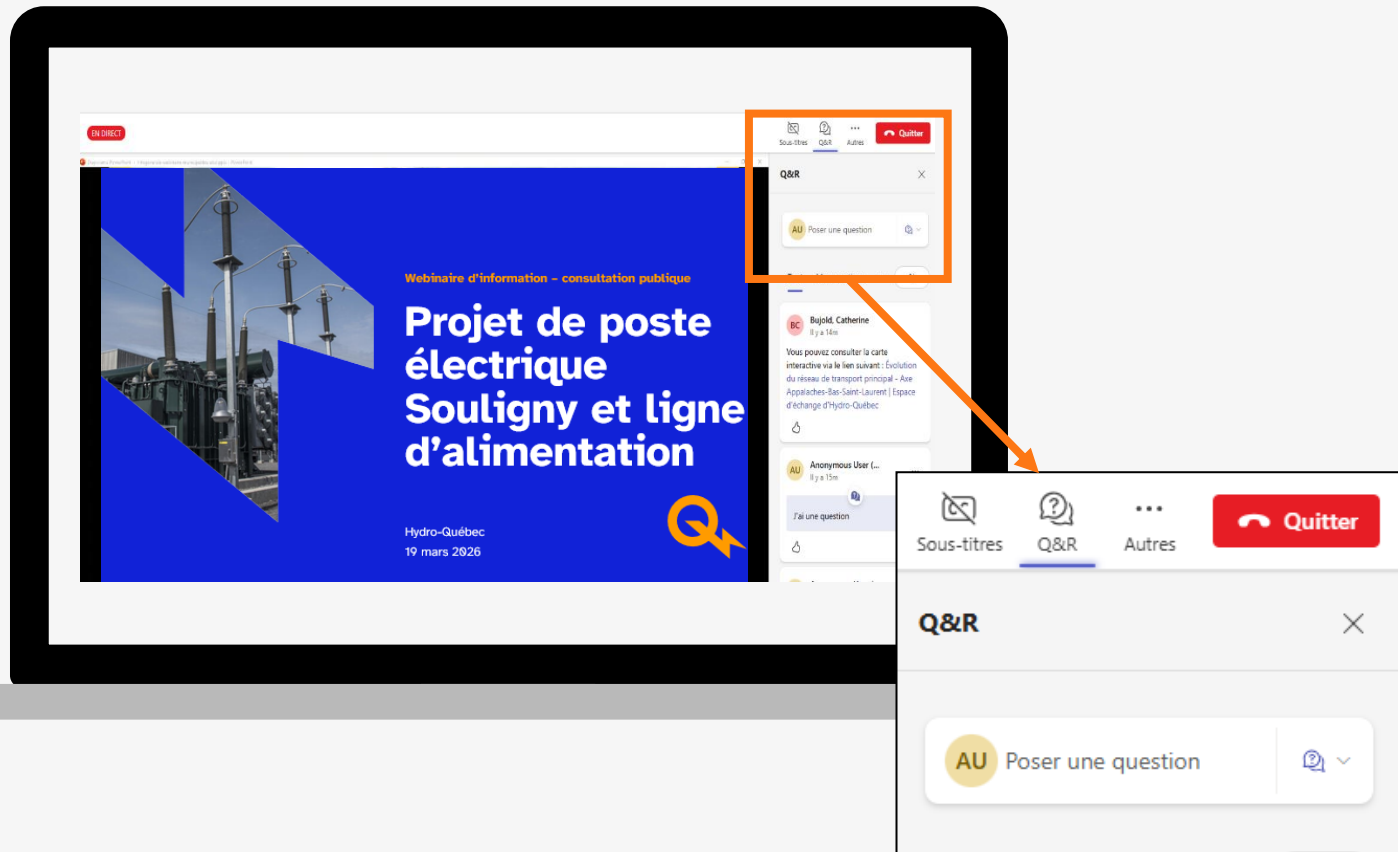 EN DIRECT
Sous-titres
Q&R
Autres
Quitter
Q&R
AU Poser une question
Webinaire d'information – consultation publique
Projet de poste
électrique
Souligny et ligne
d'alimentation
Hydro-Québec
19 mars 2026
BC Bujold, Catherine
Il y a 14m
Vous pouvez consulter la carte
interactive via le lien suivant : Évolution
du réseau de transport principal - Axe
Appalaches-Bas-Saint-Laurent | Espace
d'échange d'Hydro-Québec
AU Anonymous User (...
Il y a 15m
J'ai une question
Sous-titres
Q&R
Autres
Quitter
Q&R
AU Poser une question